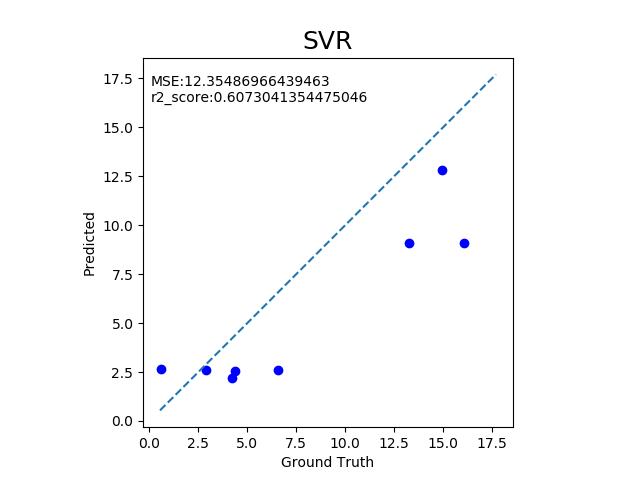 SVR
MSE:12.35486966439463
r2_score:0.6073041354475046
17.5
15.0
12.5
10.0
7.5
5.0
2.5
0.0
Predicted
0.0 2.5 5.0 7.5 10.0 12.5 15.0 17.5
Ground Truth